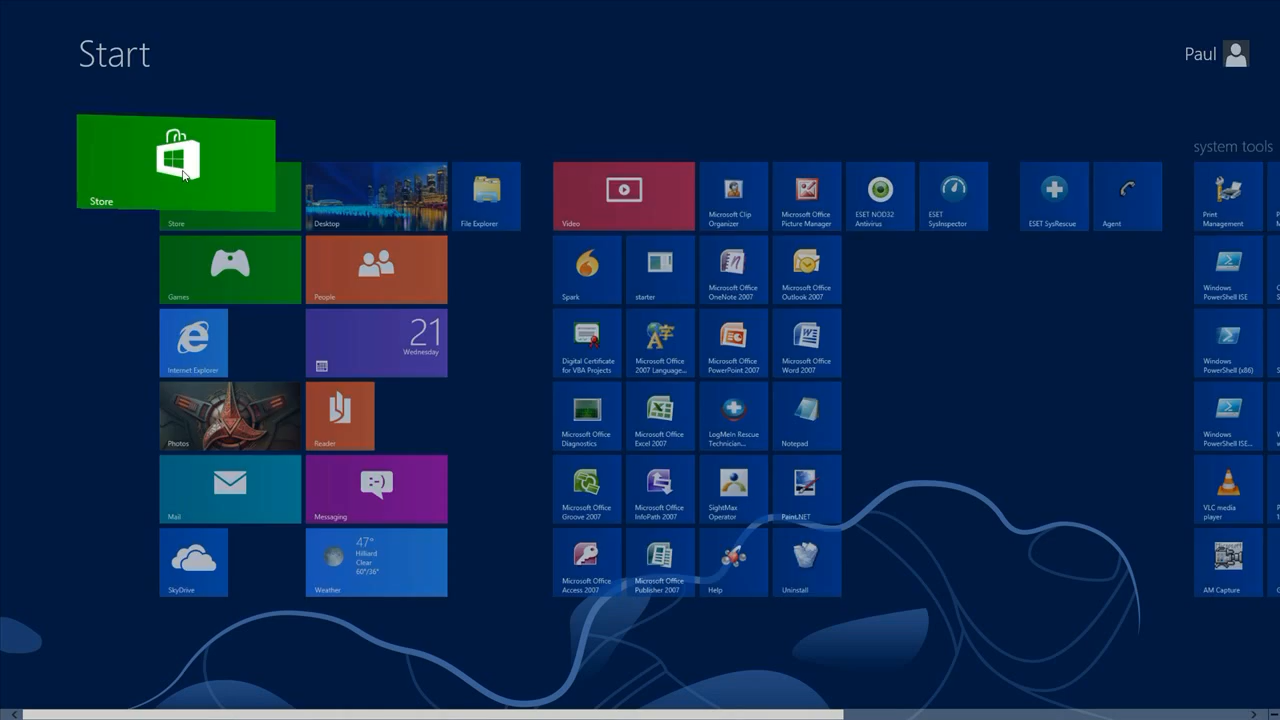 Start
Paul
system tools
Store
Store
Desktop
File Explorer
Video
Microsoft Clip
Organizer
Microsoft Office
Picture Manager
ESET NOD32
Antivirus
ESET
SysInspector
ESET SysRescue
Agent
Print
Management
Games
People
Spark
starter
Microsoft Office
OneNote 2007
Microsoft Office
Outlook 2007
Windows
PowerShell ISE
Internet Explorer
21
Wednesday
Digital Certificate
for VBA Projects
Microsoft Office
2007 Language...
Microsoft Office
PowerPoint 2007
Microsoft Office
Word 2007
Windows
PowerShell (x86)
Photos
Reader
Microsoft Office
Diagnostics
Microsoft Office
Excel 2007
LogMeIn Rescue
Technician...
Notepad
Windows
PowerShell ISE...
Mail
Messaging
Microsoft Office
Groove 2007
Microsoft Office
InfoPath 2007
SightMax
Operator
Paint.NET
VLC media
player
SkyDrive
47°
Hilliard
Clear
60°/36°
Weather
Microsoft Office
Access 2007
Microsoft Office
Publisher 2007
Help
Uninstall
AM Capture